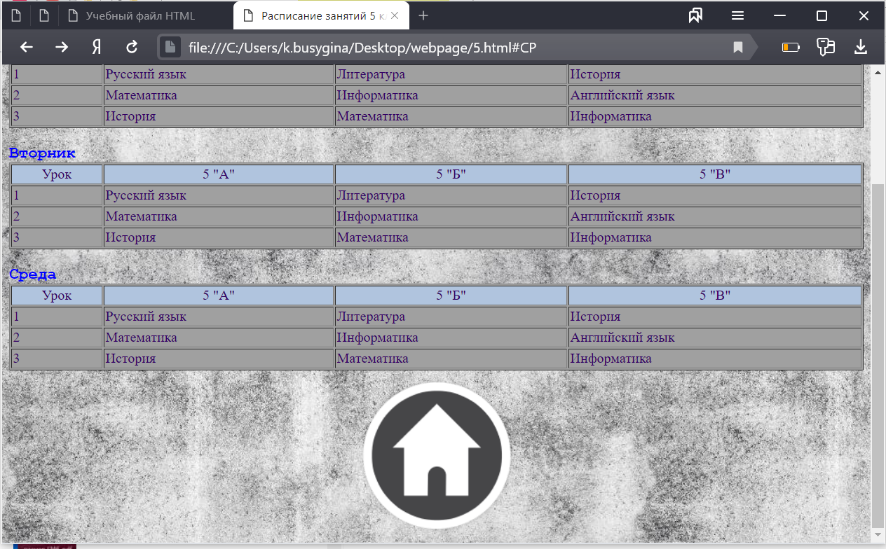 Учебный файл HTML
Расписание занятий 5 к
Я
file:///C:/Users/k.busygina/Desktop/webpage/5.html#CP
1 Русский язык Литература История
2 Математика Информатика Английский язык
3 История Математика Информатика
Вторник
Урок 5 "А" 5 "Б" 5 "В"
1 Русский язык Литература История
2 Математика Информатика Английский язык
3 История Математика Информатика
Среда
Урок 5 "А" 5 "Б" 5 "В"
1 Русский язык Литература История
2 Математика Информатика Английский язык
3 История Математика Информатика